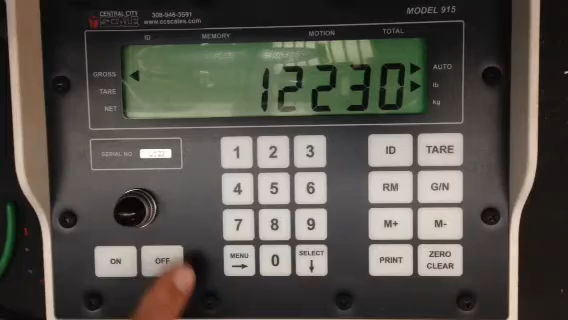 CENTRAL CITY
SCALE
308-946-3591
www.ccscales.com
MODEL 915
ID
MEMORY
MOTION
TOTAL
GROSS
TARE
NET
12230
AUTO
lb
kg
SERIAL NO
1 2 3
ID TARE
4 5 6
RM G/N
7 8 9
M+ M-
ON OFF
MENU 0 SELECT
PRINT ZERO
CLEAR